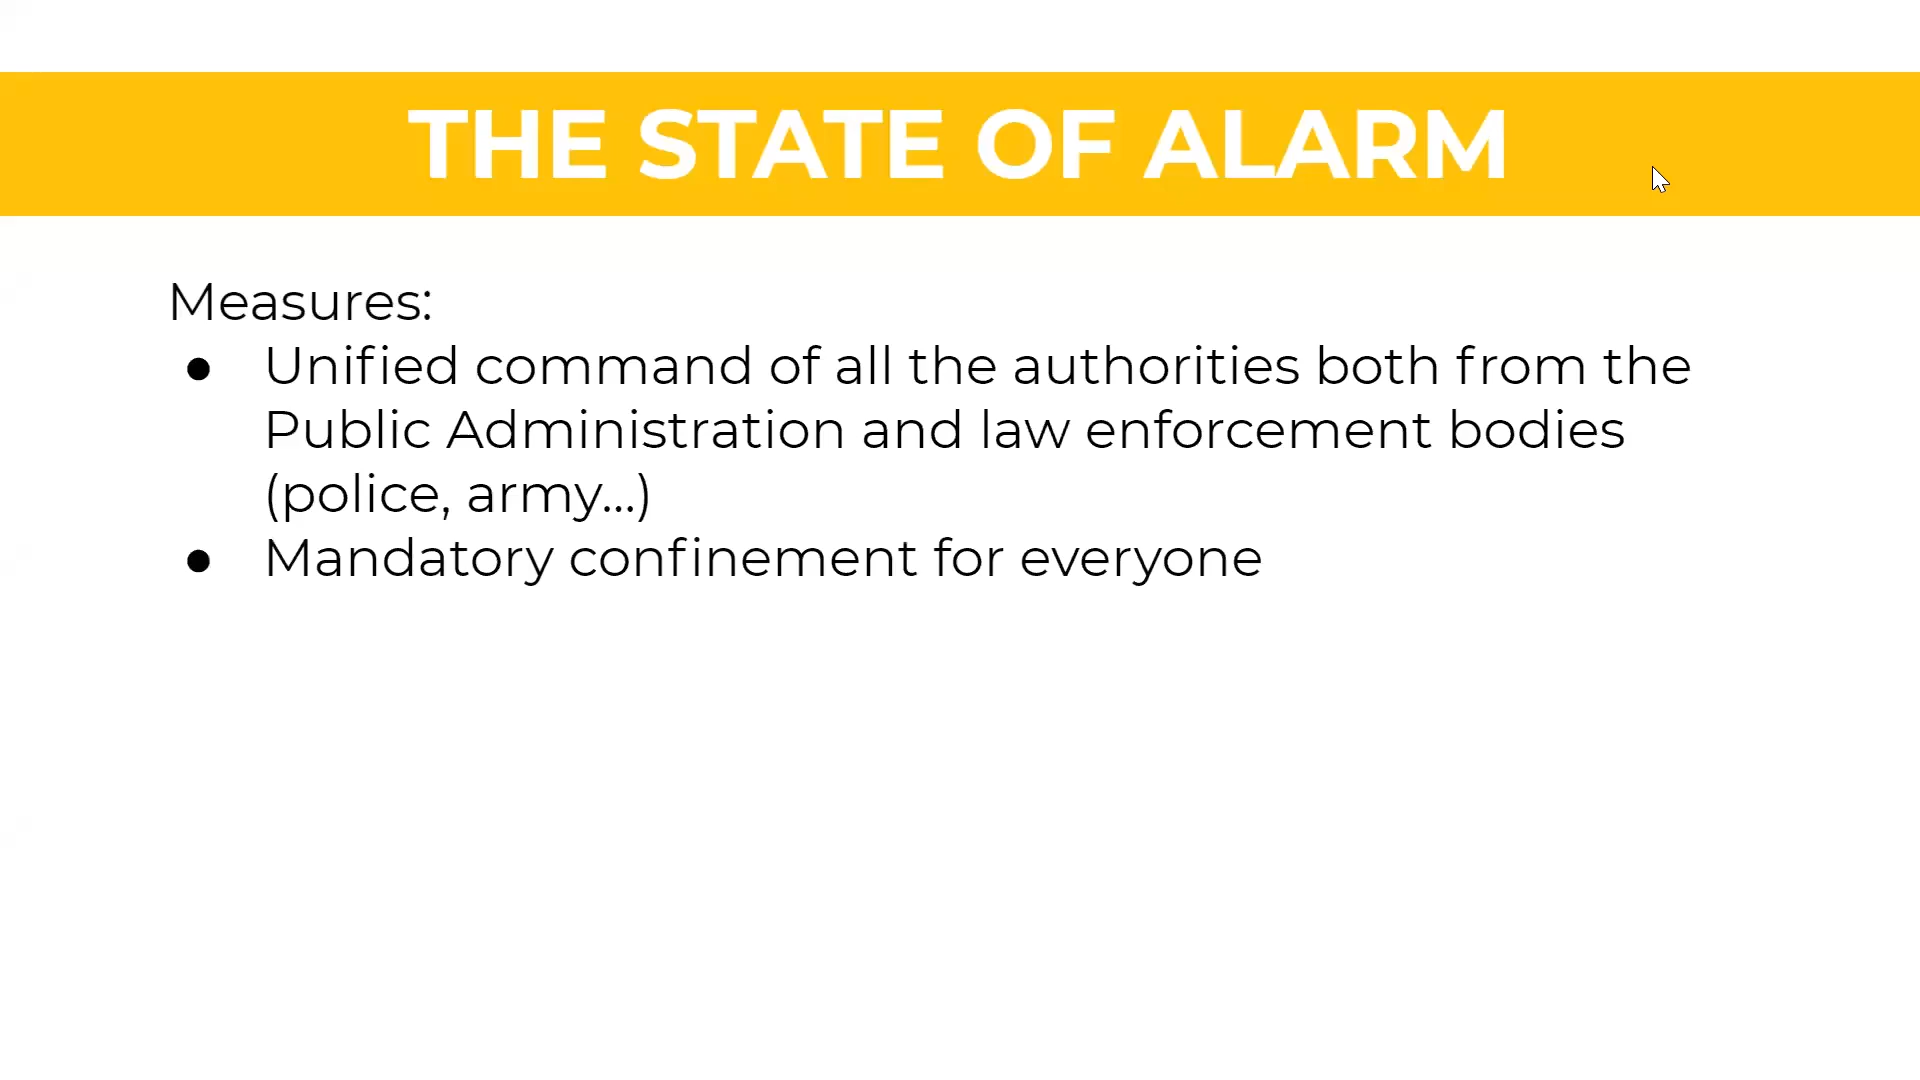 THE STATE OF ALARM
Measures:
● Unified command of all the authorities both from the
Public Administration and law enforcement bodies
(police, army...)
● Mandatory confinement for everyone